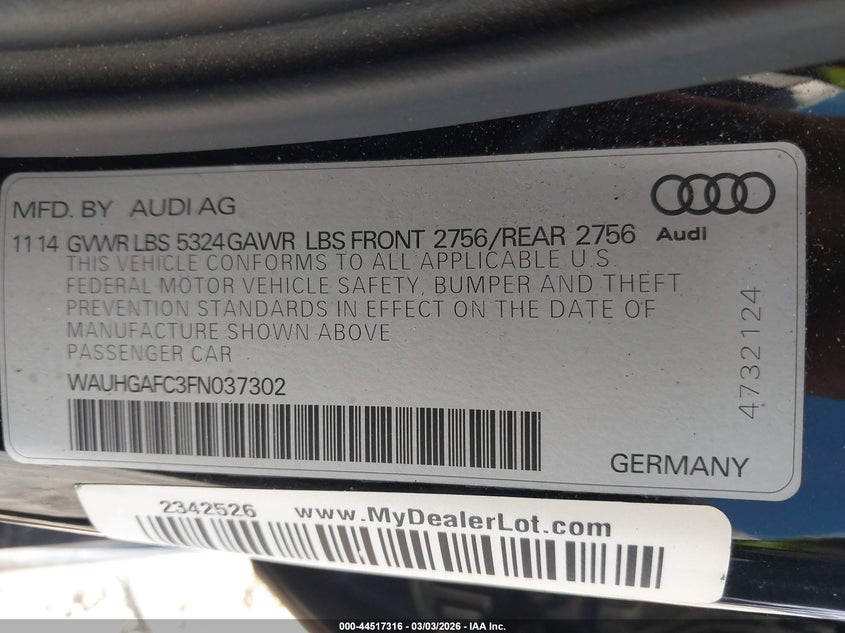 MFD. BY AUDI AG
11 14 GVWR LBS 5324 GAWR LBS FRONT 2756/REAR 2756
Audi
THIS VEHICLE CONFORMS TO ALL APPLICABLE U.S.
FEDERAL MOTOR VEHICLE SAFETY, BUMPER AND THEFT
PREVENTION STANDARDS IN EFFECT ON THE DATE OF
MANUFACTURE SHOWN ABOVE
PASSENGER CAR
WAUHGAFC3FN037302
4732124
GERMANY
2342526 www.MyDealerLot.com
000-44517316 - 03/03/2026 - IAA Inc.